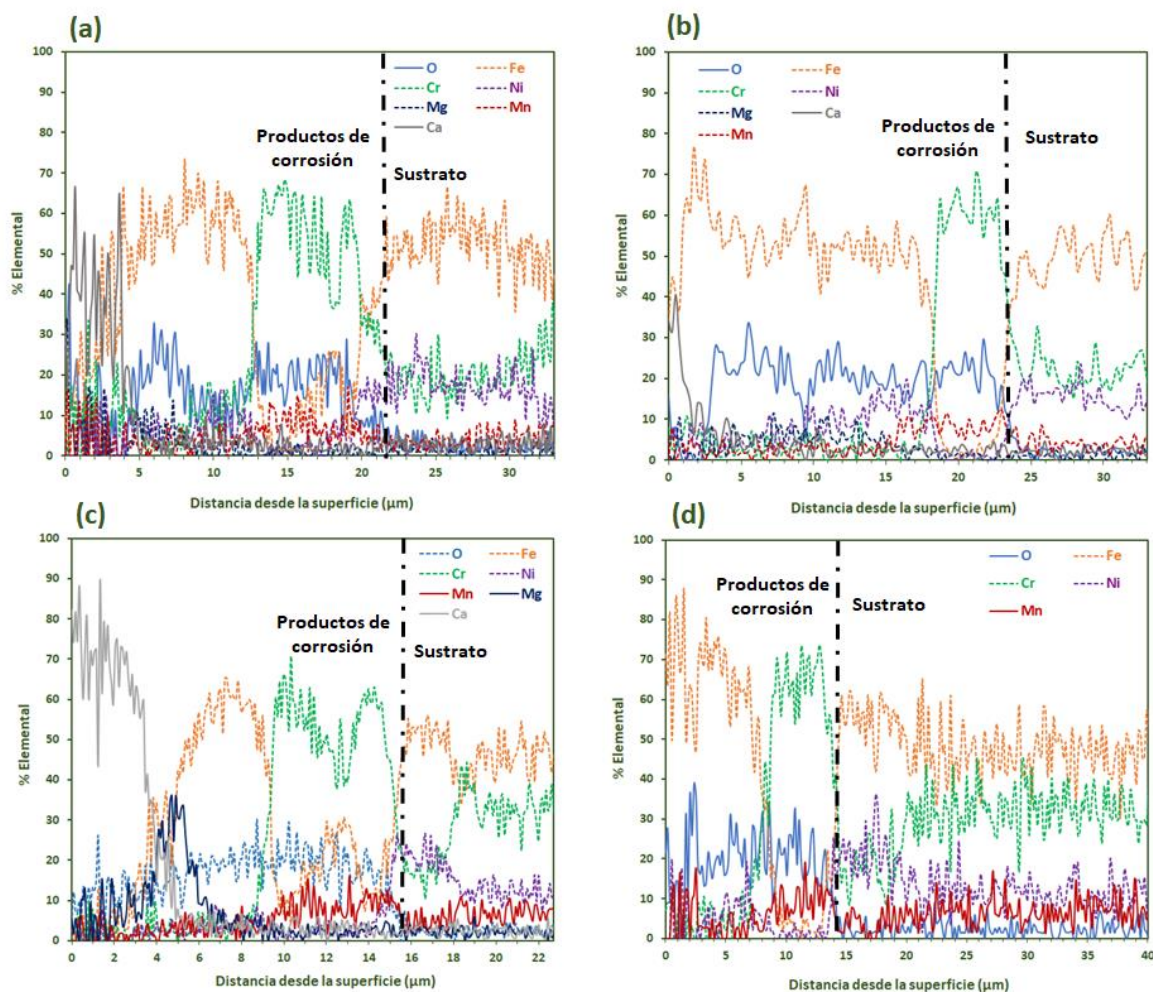 (a)
100
90
80
70
60
50
40
30
20
10
0
% Elemental
O Fe
Cr Ni
Mg Mn
Ca
Productos de
corrosión
Sustrato
0 5 10 15 20 25 30
Distancia desde la superficie (µm)
(b)
100
90
80
70
60
50
40
30
20
10
0
% Elemental
O Fe
Cr Ni
Mg Ca
Mn
Productos de
corrosión
Sustrato
0 5 10 15 20 25 30
Distancia desde la superficie (µm)
(c)
100
90
80
70
60
50
40
30
20
10
0
% Elemental
O Fe
Cr Ni
Mn Mg
Ca
Productos de
corrosión
Sustrato
0 2 4 6 8 10 12 14 16 18 20 22
Distancia desde la superficie (µm)
(d)
100
90
80
70
60
50
40
30
20
10
0
% Elemental
O Fe
Cr Ni
Mn
Productos de
corrosión
Sustrato
0 5 10 15 20 25 30 35 40
Distancia desde la superficie (µm)